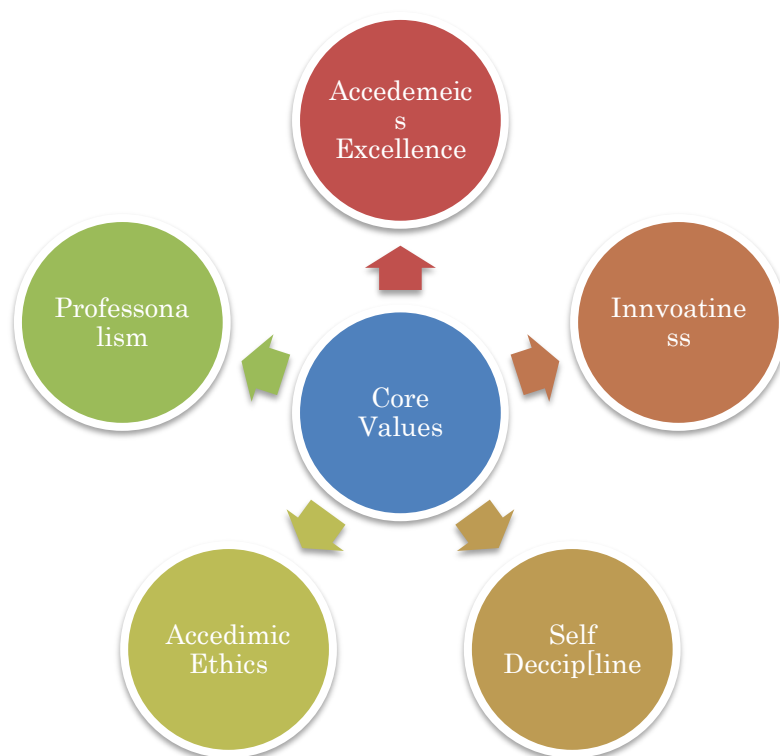 Accedemeic
s
Excellence
Professona
lism
Innvoatine
ss
Core
Values
Accedimic
Ethics
Self
Deccip[line